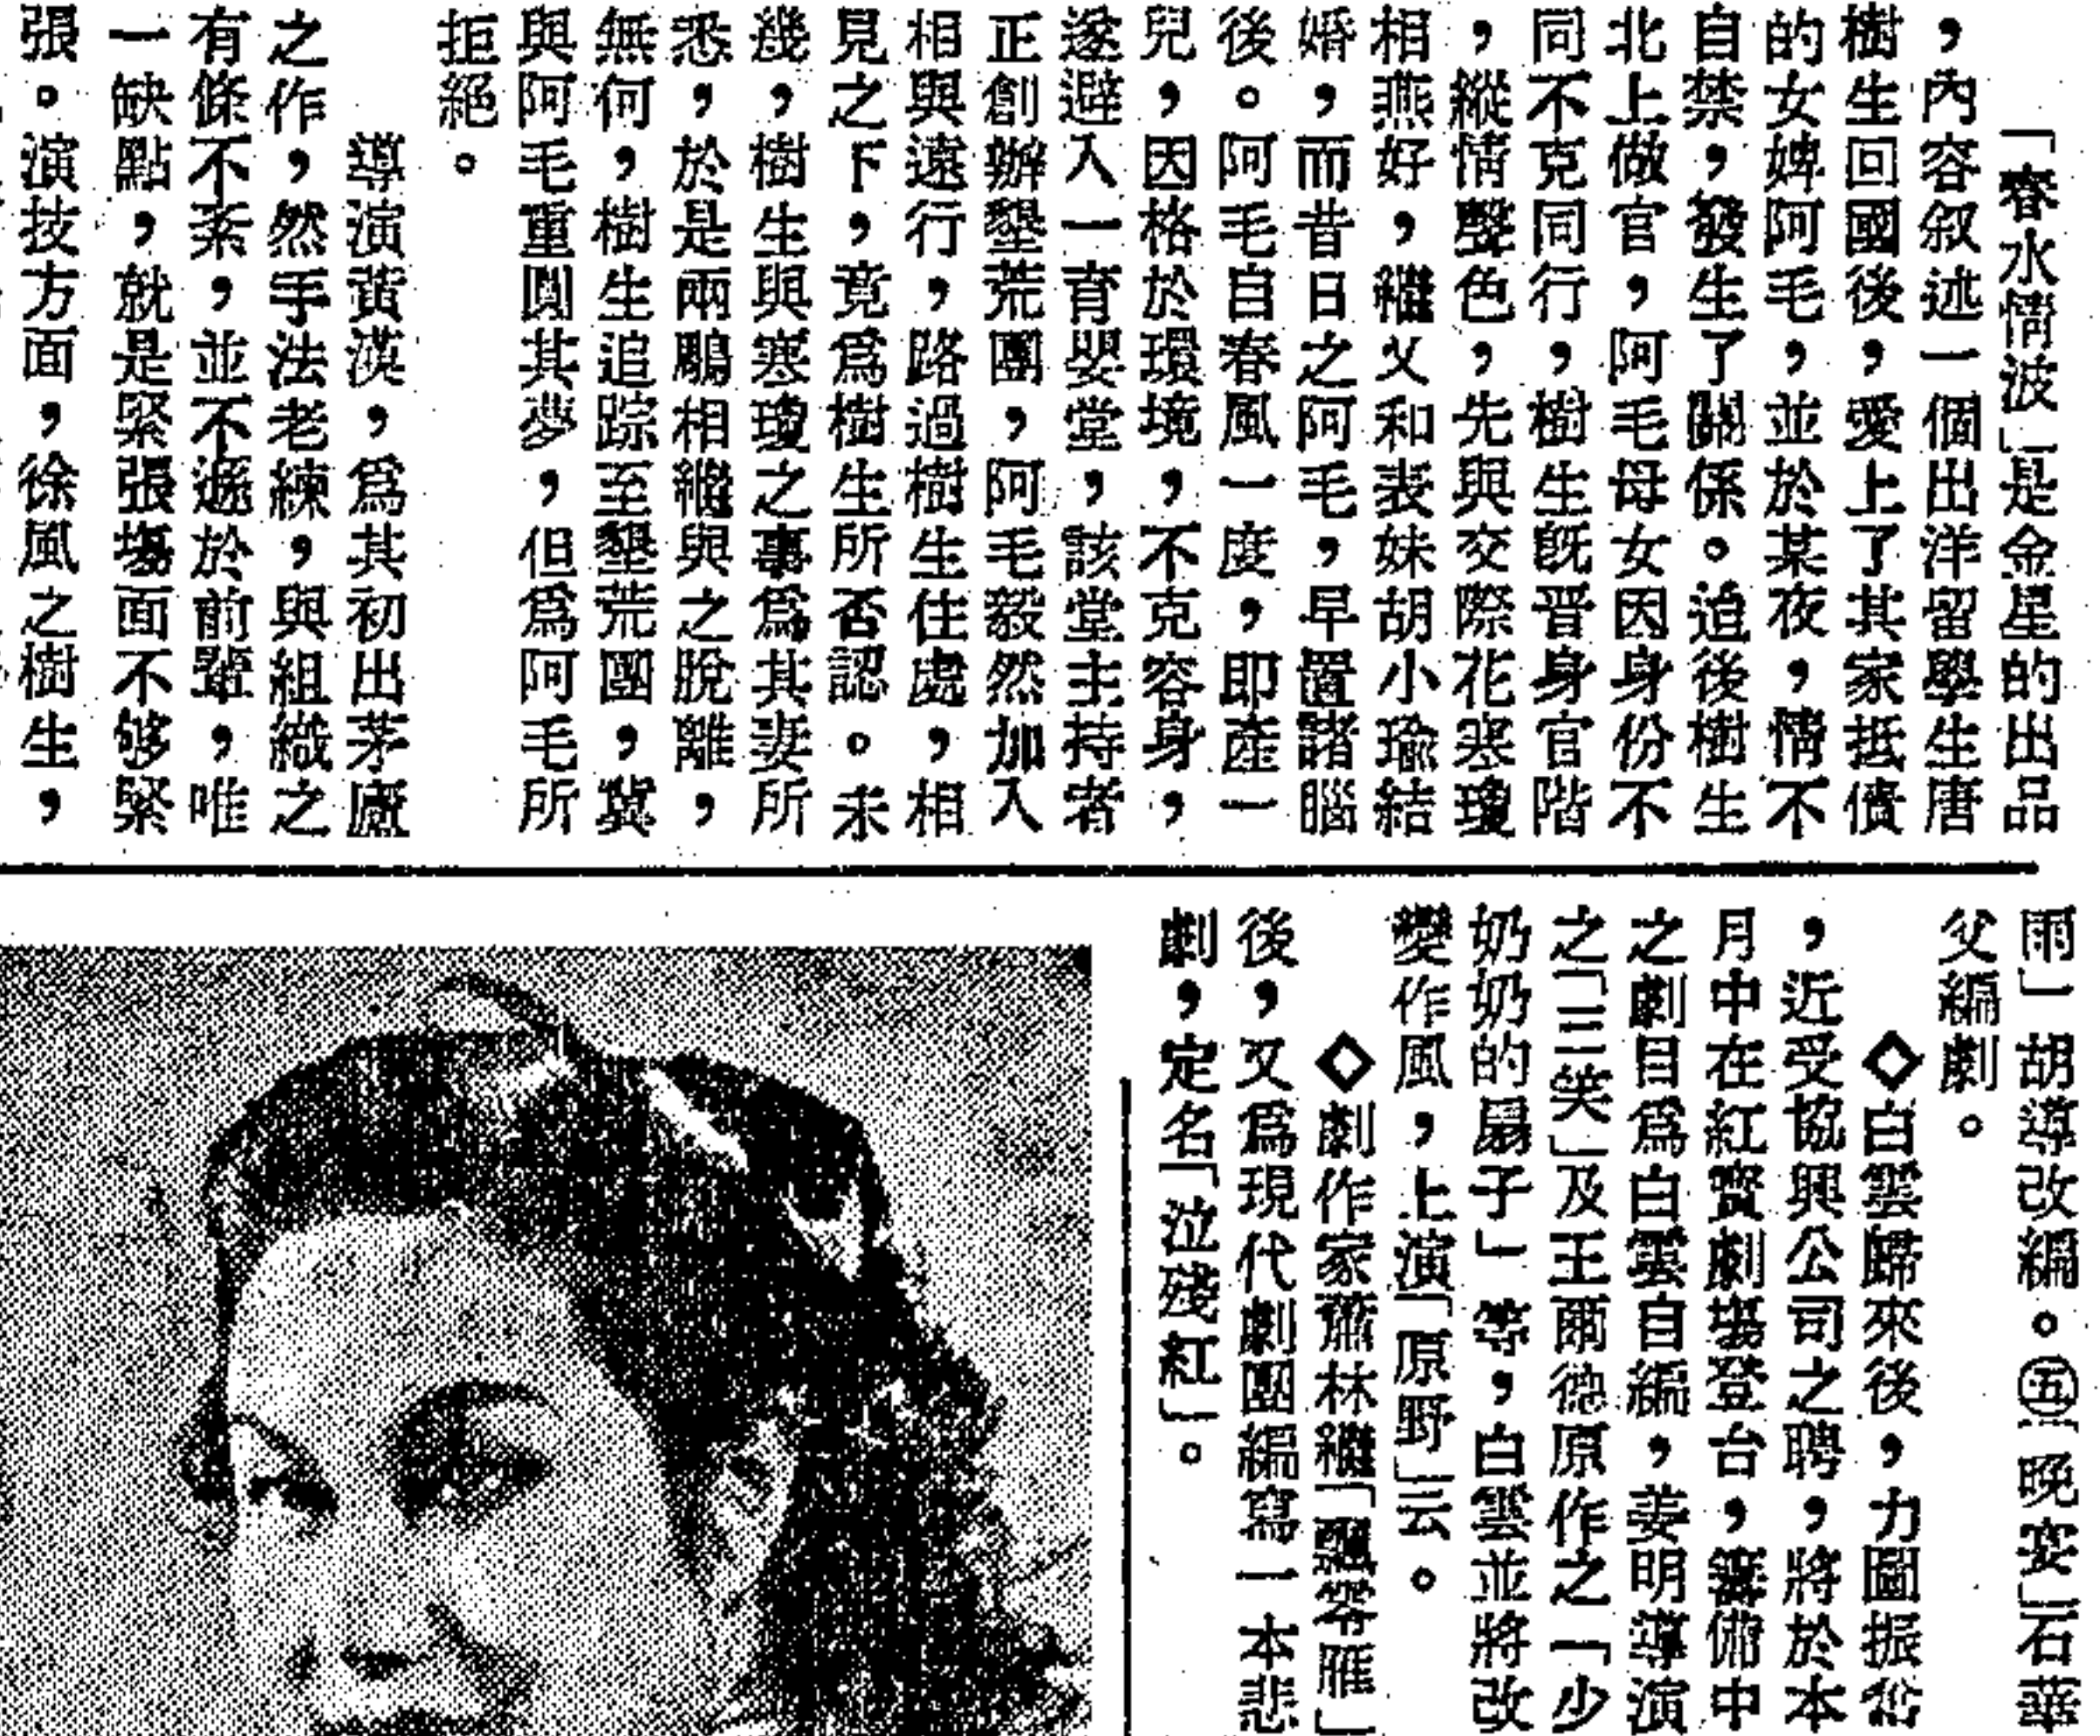 「春水情波」是金星的出品
，內容叙述一個出洋留學生唐
樹生回國後，愛上了其家抵債
的女婢阿毛，並於某夜，情不
自禁，發生了關係。迨後樹生
北上做官，阿毛母女因身份不
同不克同行，樹生旣晋身官階
，縱情聲色，先與交際花寒瓊
相燕好，繼父和表妹胡小瑜結
婚，而昔日之阿毛，早置諸腦
後。阿毛自春風一度，即產一
兒，因格於環境，不克容身，
遂避入一育嬰堂，該堂主持者
正創辦墾荒團，阿毛毅然加入
相與遠行，路過樹生住處，相
見之下，竟爲樹生所否認。未
幾，樹生與寒瓊之事爲其妻所
悉，於是兩鵰相繼與之脫離，
無何，樹生追踪至墾荒團，冀
與阿毛重圓其夢，但爲阿毛所
拒絕。
導演黃漢，爲其初出茅廬
之作，然手法老練，與組織之
有條不紊，並不遜於前輩，唯
一缺點，就是緊張塲面不够緊
張。演技方面，徐風之樹生，
雨」胡導改編。㊄「晚安」石華
父編劇。
◇白雲歸來後，力圖振作
，近受協興公司之聘，將於本
月中在紅寶劇塲登台，籌備中
之劇目爲白雲自編，姜明導演
之「三笑」及王爾德原作之「少
奶奶的扇子」等，白雲並將改
變作風，上演「原野」云。
◇劇作家蕭林繼「飄零雁」
後，又爲現代劇團編寫一本悲
劇，定名「泣殘紅」。